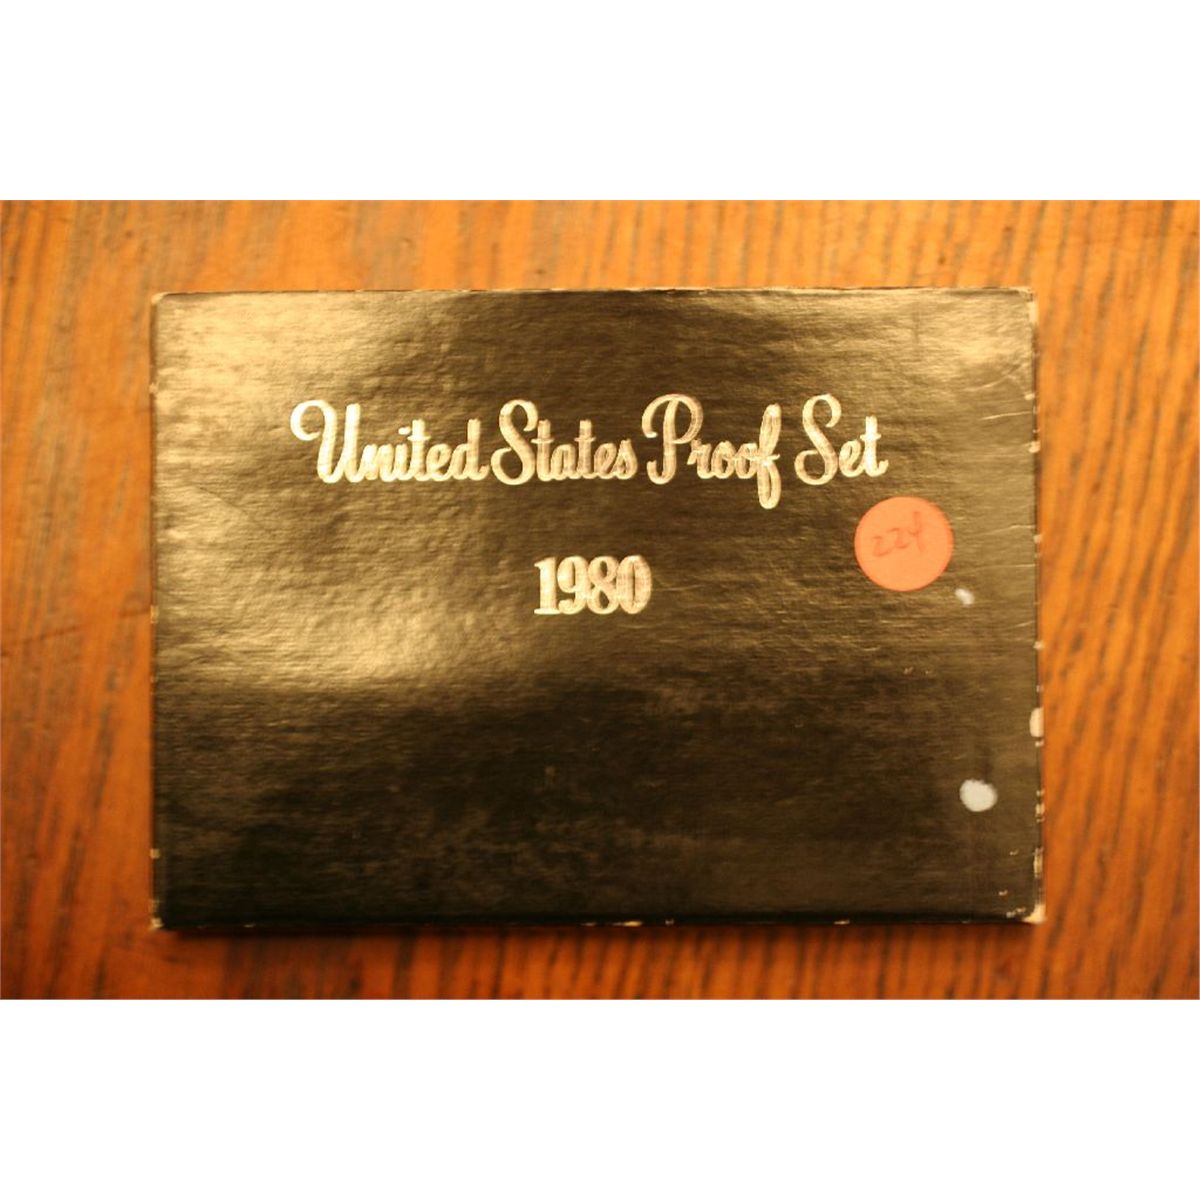 United States Proof Set
224
1980